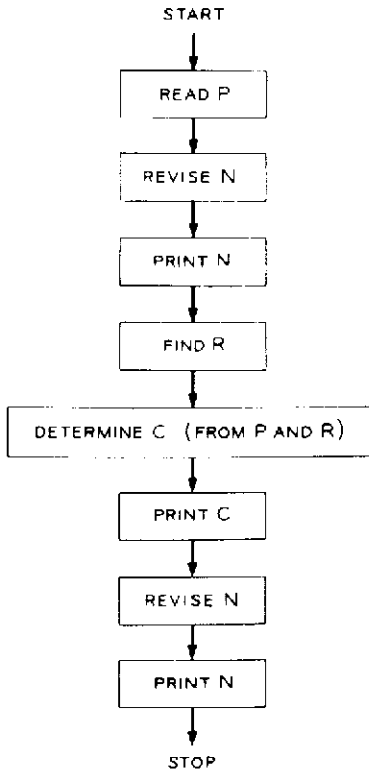 START
READ P
REVISE N
PRINT N
FIND R
DETERMINE C (FROM P AND R)
PRINT C
REVISE N
PRINT N
STOP